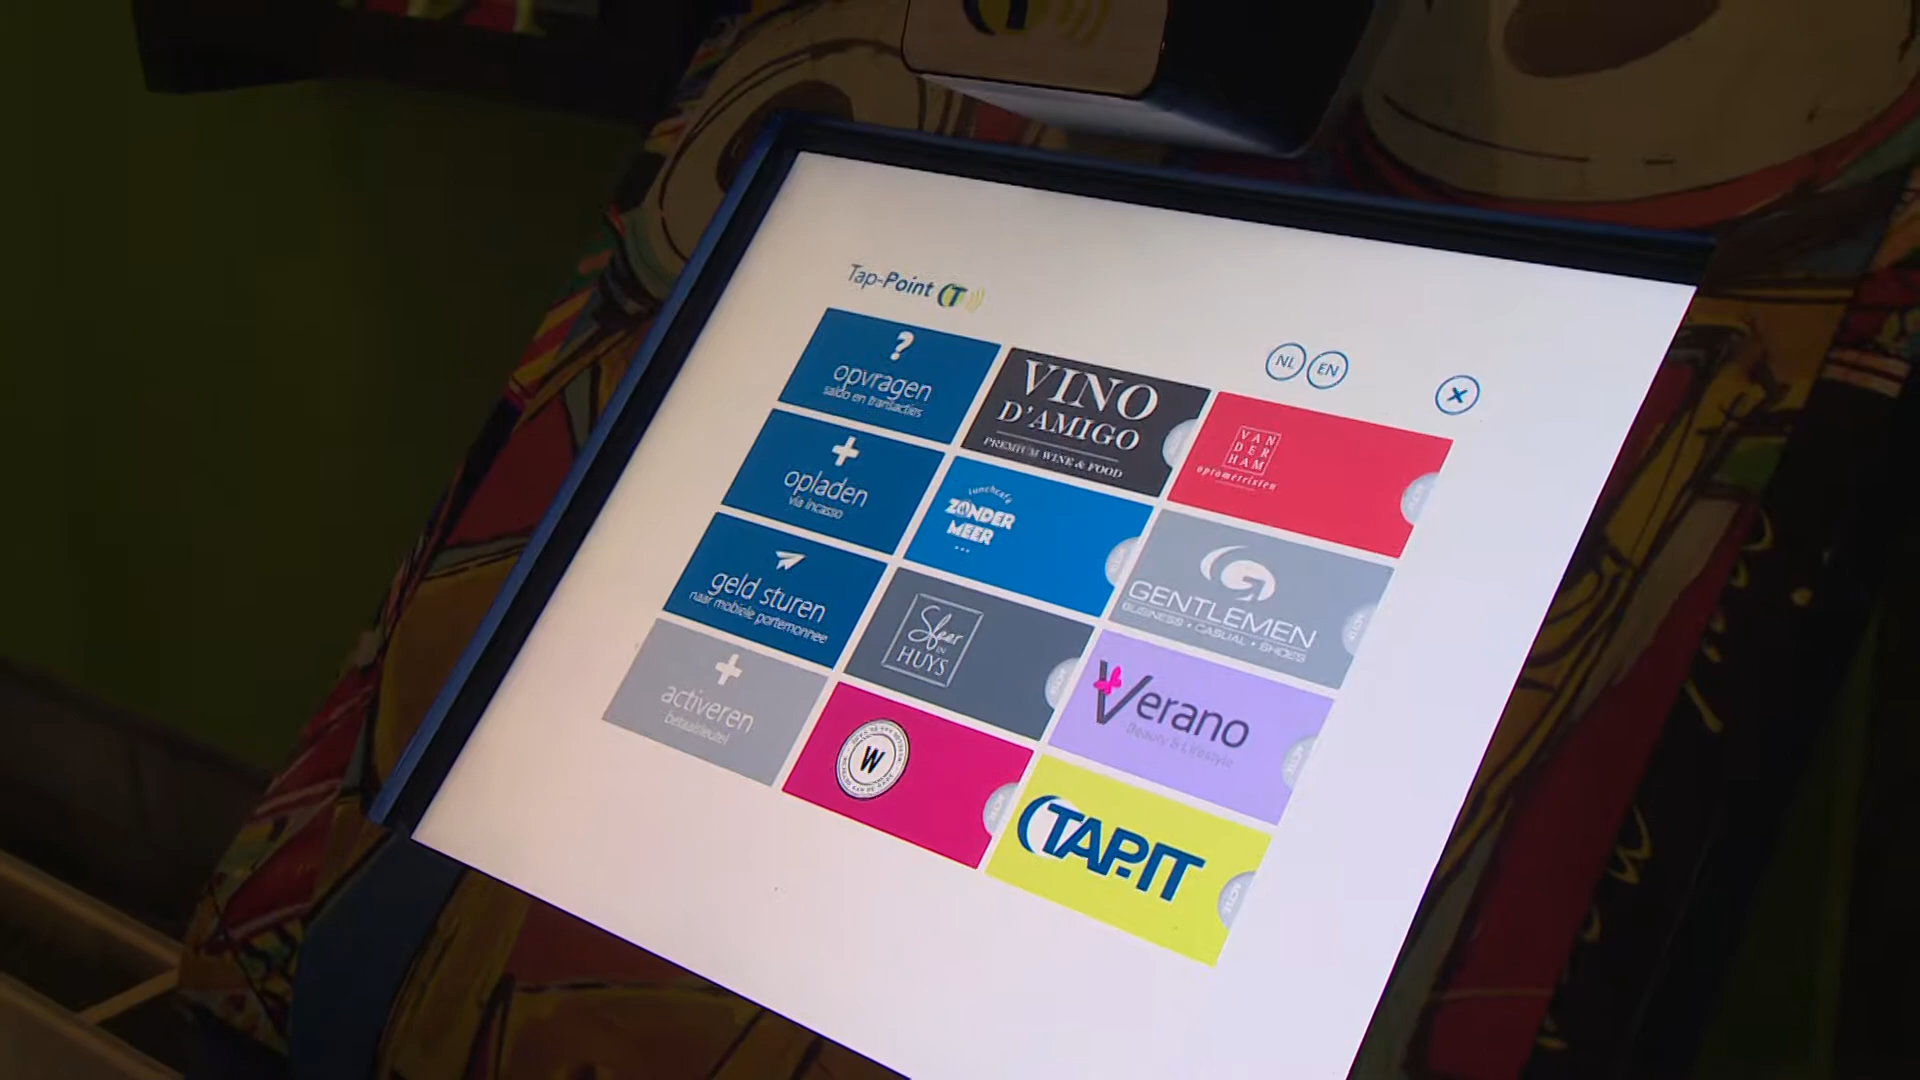 Tap-Point
NL
EN
?
opvragen
saldo en transacties
+
opladen
via incasso
geld sturen
naar mobiele portemonnee
+
activeren
betaalsleutel
VINO
D'AMIGO
PREMIUM WINE & FOOD
lunchcafé
ZONDER
MEER
...
Sfeer
EN
HUYS
W
VAN
DER
HAM
optometristen
GENTLEMEN
BUSINESS • CASUAL • SHOES
Verano
Beauty & Lifestyle
TAP.IT
ACTIE